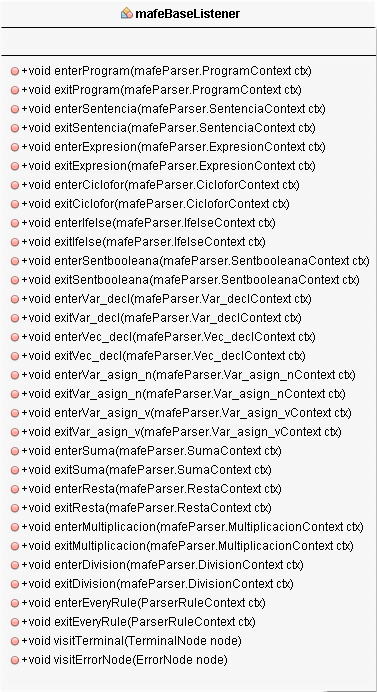 mafeBaseListener
+void enterProgram(mafeParser.ProgramContext ctx)
+void exitProgram(mafeParser.ProgramContext ctx)
+void enterSentencia(mafeParser.SentenciaContext ctx)
+void exitSentencia(mafeParser.SentenciaContext ctx)
+void enterExpresion(mafeParser.ExpresionContext ctx)
+void exitExpresion(mafeParser.ExpresionContext ctx)
+void enterCiclofor(mafeParser.CicloforContext ctx)
+void exitCiclofor(mafeParser.CicloforContext ctx)
+void enterIfelse(mafeParser.IfelseContext ctx)
+void exitIfelse(mafeParser.IfelseContext ctx)
+void enterSentbooleana(mafeParser.SentbooleanaContext ctx)
+void exitSentbooleana(mafeParser.SentbooleanaContext ctx)
+void enterVar_decl(mafeParser.Var_declContext ctx)
+void exitVar_decl(mafeParser.Var_declContext ctx)
+void enterVec_decl(mafeParser.Vec_declContext ctx)
+void exitVec_decl(mafeParser.Vec_declContext ctx)
+void enterVar_asign_n(mafeParser.Var_asign_nContext ctx)
+void exitVar_asign_n(mafeParser.Var_asign_nContext ctx)
+void enterVar_asign_v(mafeParser.Var_asign_vContext ctx)
+void exitVar_asign_v(mafeParser.Var_asign_vContext ctx)
+void enterSuma(mafeParser.SumaContext ctx)
+void exitSuma(mafeParser.SumaContext ctx)
+void enterResta(mafeParser.RestaContext ctx)
+void exitResta(mafeParser.RestaContext ctx)
+void enterMultiplicacion(mafeParser.MultiplicacionContext ctx)
+void exitMultiplicacion(mafeParser.MultiplicacionContext ctx)
+void enterDivision(mafeParser.DivisionContext ctx)
+void exitDivision(mafeParser.DivisionContext ctx)
+void enterEveryRule(ParserRuleContext ctx)
+void exitEveryRule(ParserRuleContext ctx)
+void visitTerminal(TerminalNode node)
+void visitErrorNode(ErrorNode node)